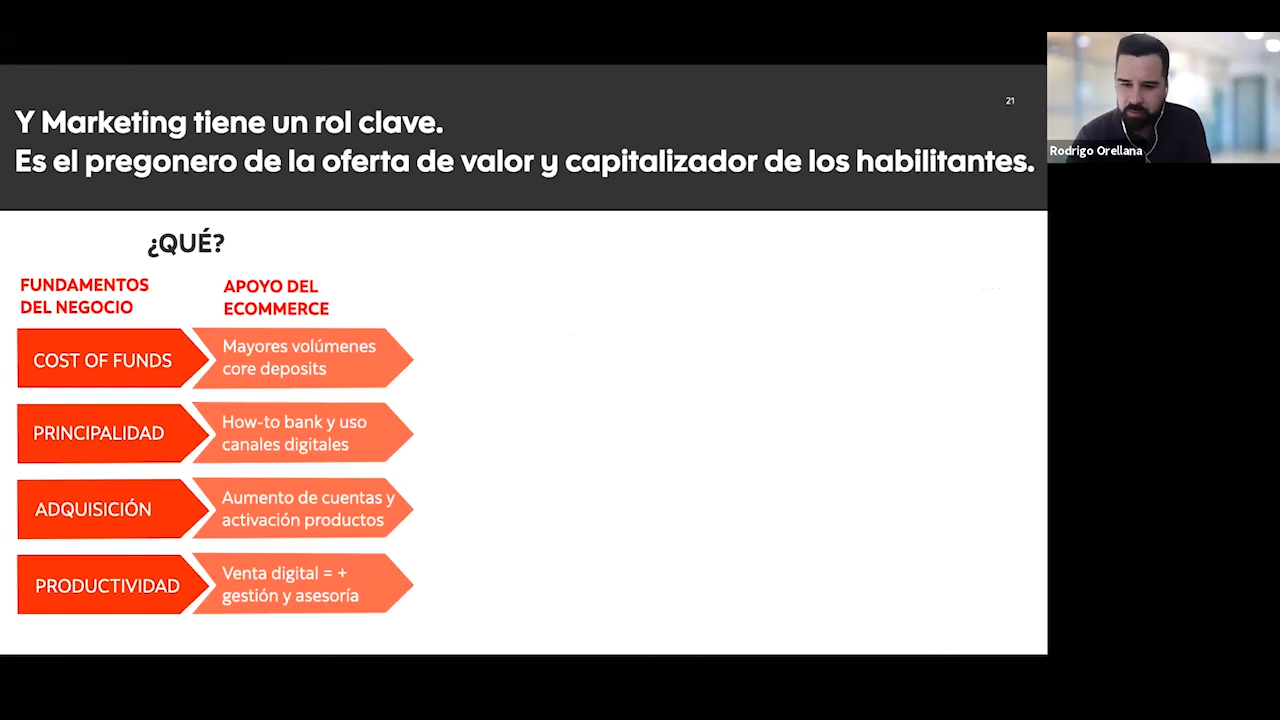 21
Y Marketing tiene un rol clave.
Es el pregonero de la oferta de valor y capitalizador de los habilitantes.
Rodrigo Orellana
¿QUÉ?
FUNDAMENTOS
DEL NEGOCIO
APOYO DEL
ECOMMERCE
COST OF FUNDS
Mayores volúmenes
core deposits
PRINCIPALIDAD
How-to bank y uso
canales digitales
ADQUISICIÓN
Aumento de cuentas y
activación productos
PRODUCTIVIDAD
Venta digital = +
gestión y asesoría